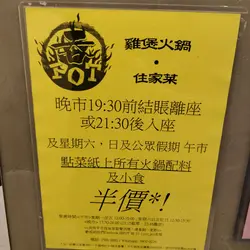 POT
雞煲火鍋
·
住家菜
晚市19:30前結賬離座
或21:30後入座
及星期六、日及公眾假期 午市
點菜紙上所有火鍋配料
及小食
半價*!